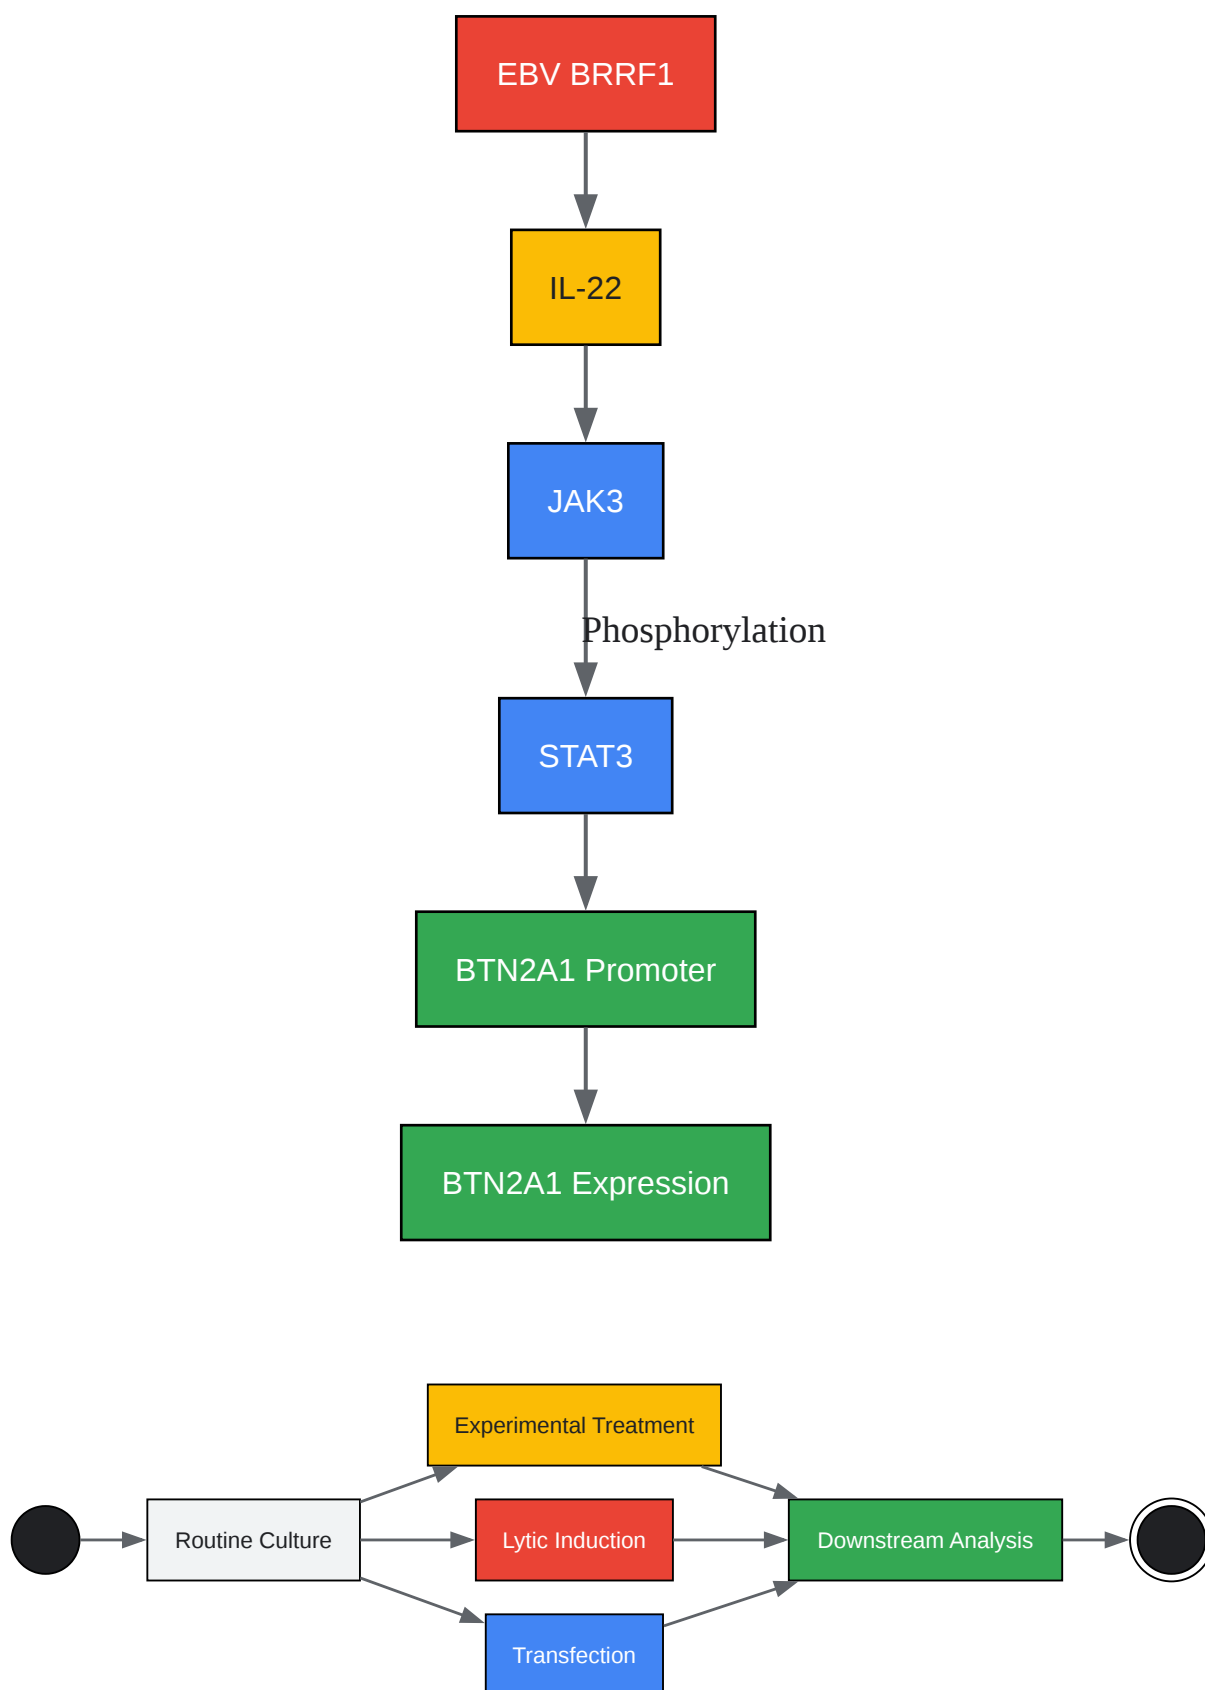 EBV BRRF1
IL-22
JAK3
Phosphorylation
STAT3
BTN2A1 Promoter
BTN2A1 Expression
Experimental Treatment
Routine Culture
Lytic Induction
Downstream Analysis
Transfection